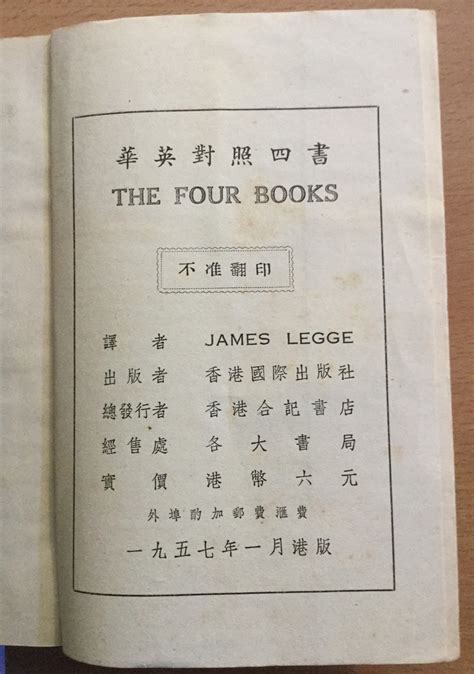 華英對照四書
THE FOUR BOOKS
不准翻印
譯者 JAMES LEGGE
出版者 香港國際出版社
總發行者 香港合記書店
經售處 各大書局
實價 港幣六元
外埠酌加郵費滙費
一九五七年一月港版